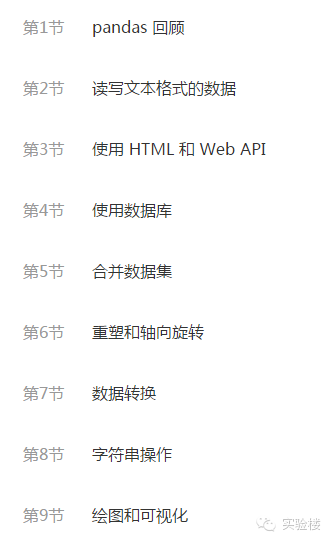 第1节 pandas 回顾
第2节 读写文本格式的数据
第3节 使用 HTML 和 Web API
第4节 使用数据库
第5节 合并数据集
第6节 重塑和轴向旋转
第7节 数据转换
第8节 字符串操作
第9节 绘图和可视化
实验楼